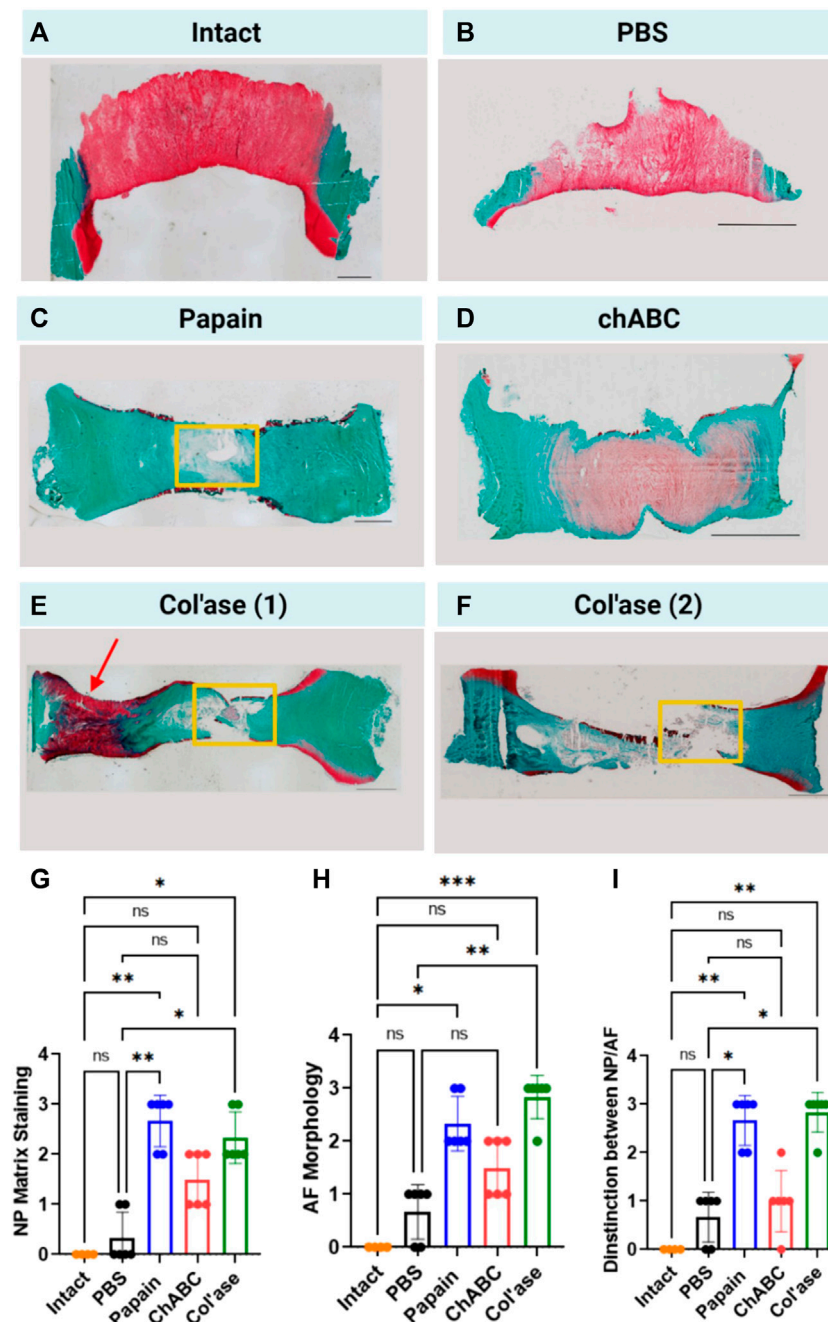 A Intact
B PBS
C Papain
D chABC
E Col'ase (1)
F Col'ase (2)
G
*
ns
ns
**
*
ns **
4
3
2
1
0
NP Matrix Staining
Intact
PBS
Papain
ChABC
Col'ase
H
***
ns
**
*
ns ns
4
3
2
1
0
AF Morphology
Intact
PBS
Papain
ChABC
Col'ase
I
**
ns
ns
**
*
ns *
4
3
2
1
0
Dinstinction between NP/AF
Intact
PBS
Papain
ChABC
Col'ase